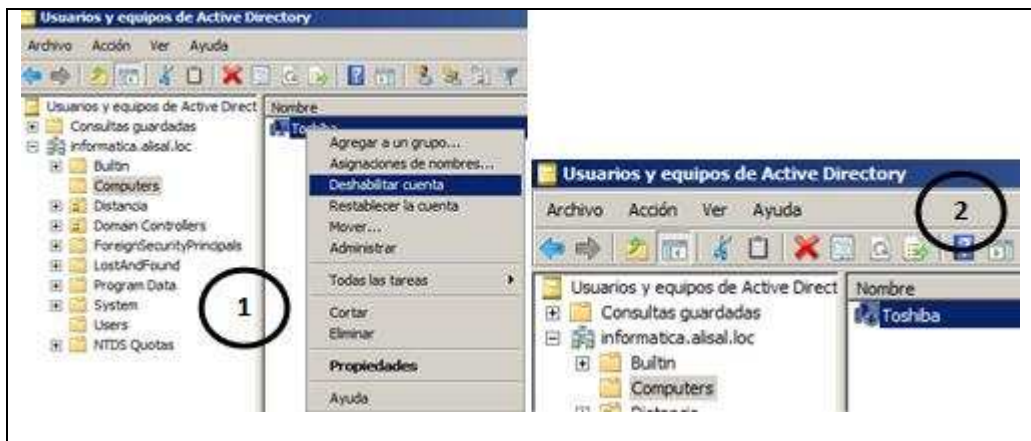 Usuarios y equipos de Active Directory
Archivo Acción Ver Ayuda
Usuarios y equipos de Active Direct
Consultas guardadas
informatica.alisal.loc
Builtin
Computers
Distancia
Domain Controllers
ForeignSecurityPrincipals
LostAndFound
Program Data
System
Users
NTDS Quotas
1
Nombre
Toshiba
Agregar a un grupo...
Asignaciones de nombres...
Deshabilitar cuenta
Restablecer la cuenta
Mover...
Administrar
Todas las tareas
Cortar
Eliminar
Propiedades
Ayuda
Usuarios y equipos de Active Directory
Archivo Acción Ver Ayuda
2
Usuarios y equipos de Active Direct
Consultas guardadas
informatica.alisal.loc
Builtin
Computers
Distancia
Nombre
Toshiba